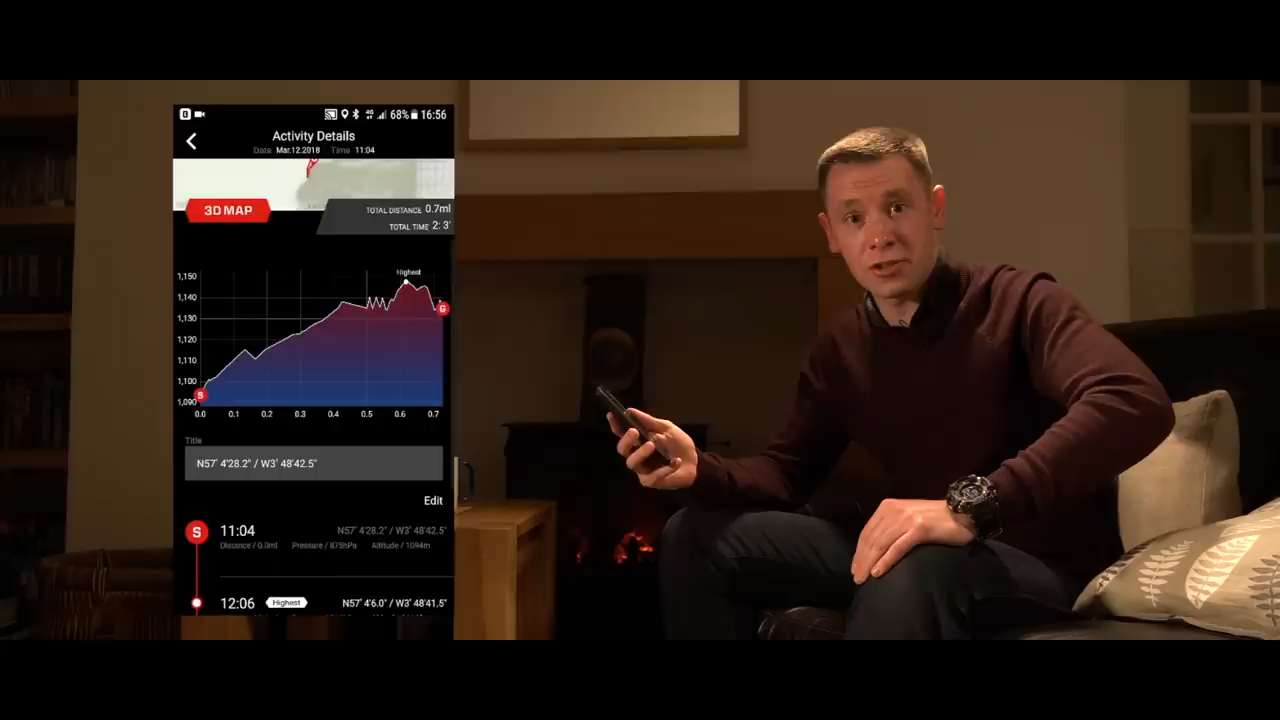 68% 16:56
Activity Details
Date Mar.12.2018 Time 11:04
3D MAP
TOTAL DISTANCE 0.7ml
TOTAL TIME 2: 3'
Highest
1,150
1,140
1,130
1,120
1,110
1,100
1,090
S
G
0.0 0.1 0.2 0.3 0.4 0.5 0.6 0.7
Title
N57° 4'28.2" / W3° 48'42.5"
Edit
S 11:04 N57° 4'28.2" / W3° 48'42.5"
Distance / 0.0ml Pressure / 875hPa Altitude / 1094m
12:06 Highest N57° 4'6.0" / W3° 48'41.5"